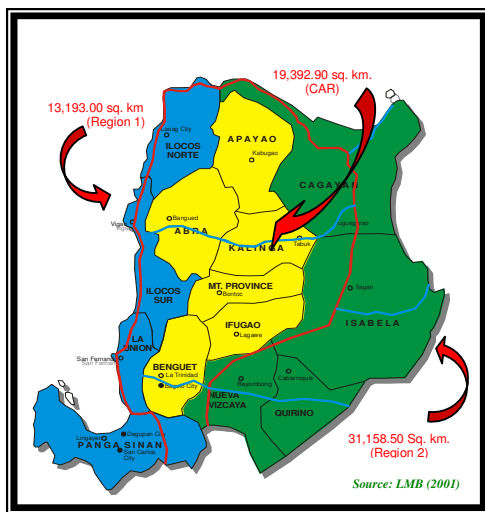 19,392.90 sq. km.
(CAR)
13,193.00 sq. km
(Region 1)
Laoag City
ILOCOS
NORTE
APAYAO
Kabugao
CAGAYAN
Vigan
Bangued
ABRA
KALINGA
Tabuk
Tuguegarao
MT. PROVINCE
Bontoc
ILOCOS
SUR
Ilagan
ISABELA
IFUGAO
Lagawe
LA
UNION
San Fernando
BENGUET
La Trinidad
Baguio City
Bayombong
Cabarroguis
NUEVA
VIZCAYA
QUIRINO
Dagupan City
Lingayen
PANGA SINAN
San Carlos
City
31,158.50 Sq. km.
(Region 2)
Source: LMB (2001)